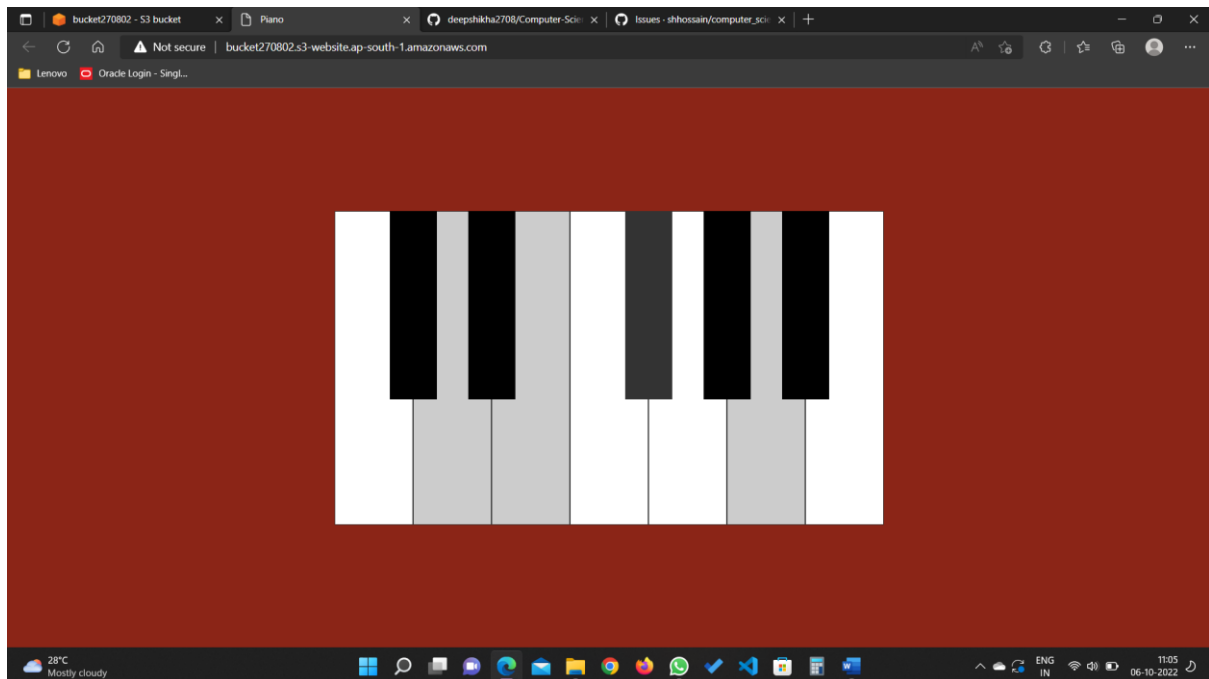 bucket270802 - S3 bucket
Piano
deepshikha2708/Computer-Scie
Issues · shhossain/computer_scie
Not secure
bucket270802.s3-website.ap-south-1.amazonaws.com
Lenovo
Oracle Login - Singl...
28°C
Mostly cloudy
ENG
IN
11:05
06-10-2022